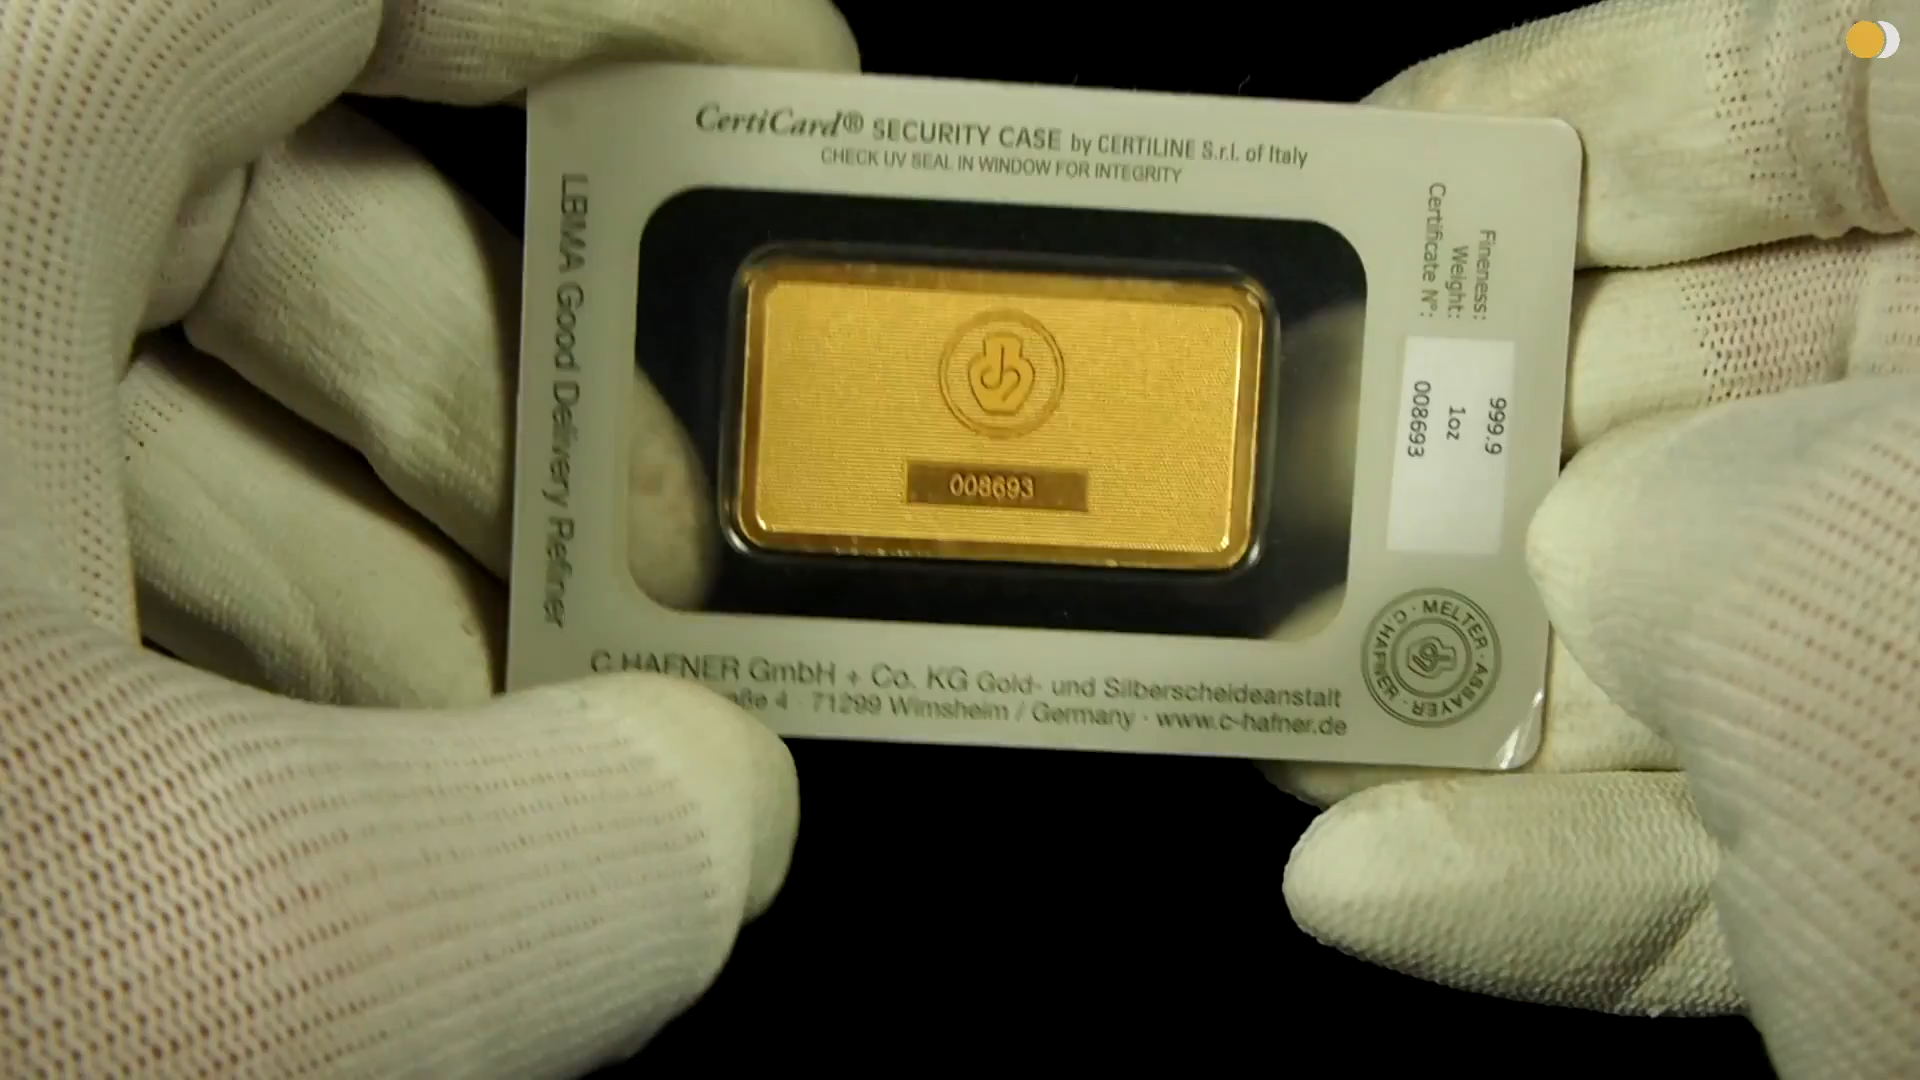 CertiCard® SECURITY CASE by CERTILINE S.r.l. of Italy
CHECK UV SEAL IN WINDOW FOR INTEGRITY
LBMA Good Delivery Refiner
Fineness: 999.9
Weight: 1oz
Certificate N°: 008693
008693
C.HAFNER GmbH + Co. KG Gold- und Silberscheideanstalt
4 · 71299 Wimsheim / Germany · www.c-hafner.de
C.HAFNER · MELTER · ASSAYER ·